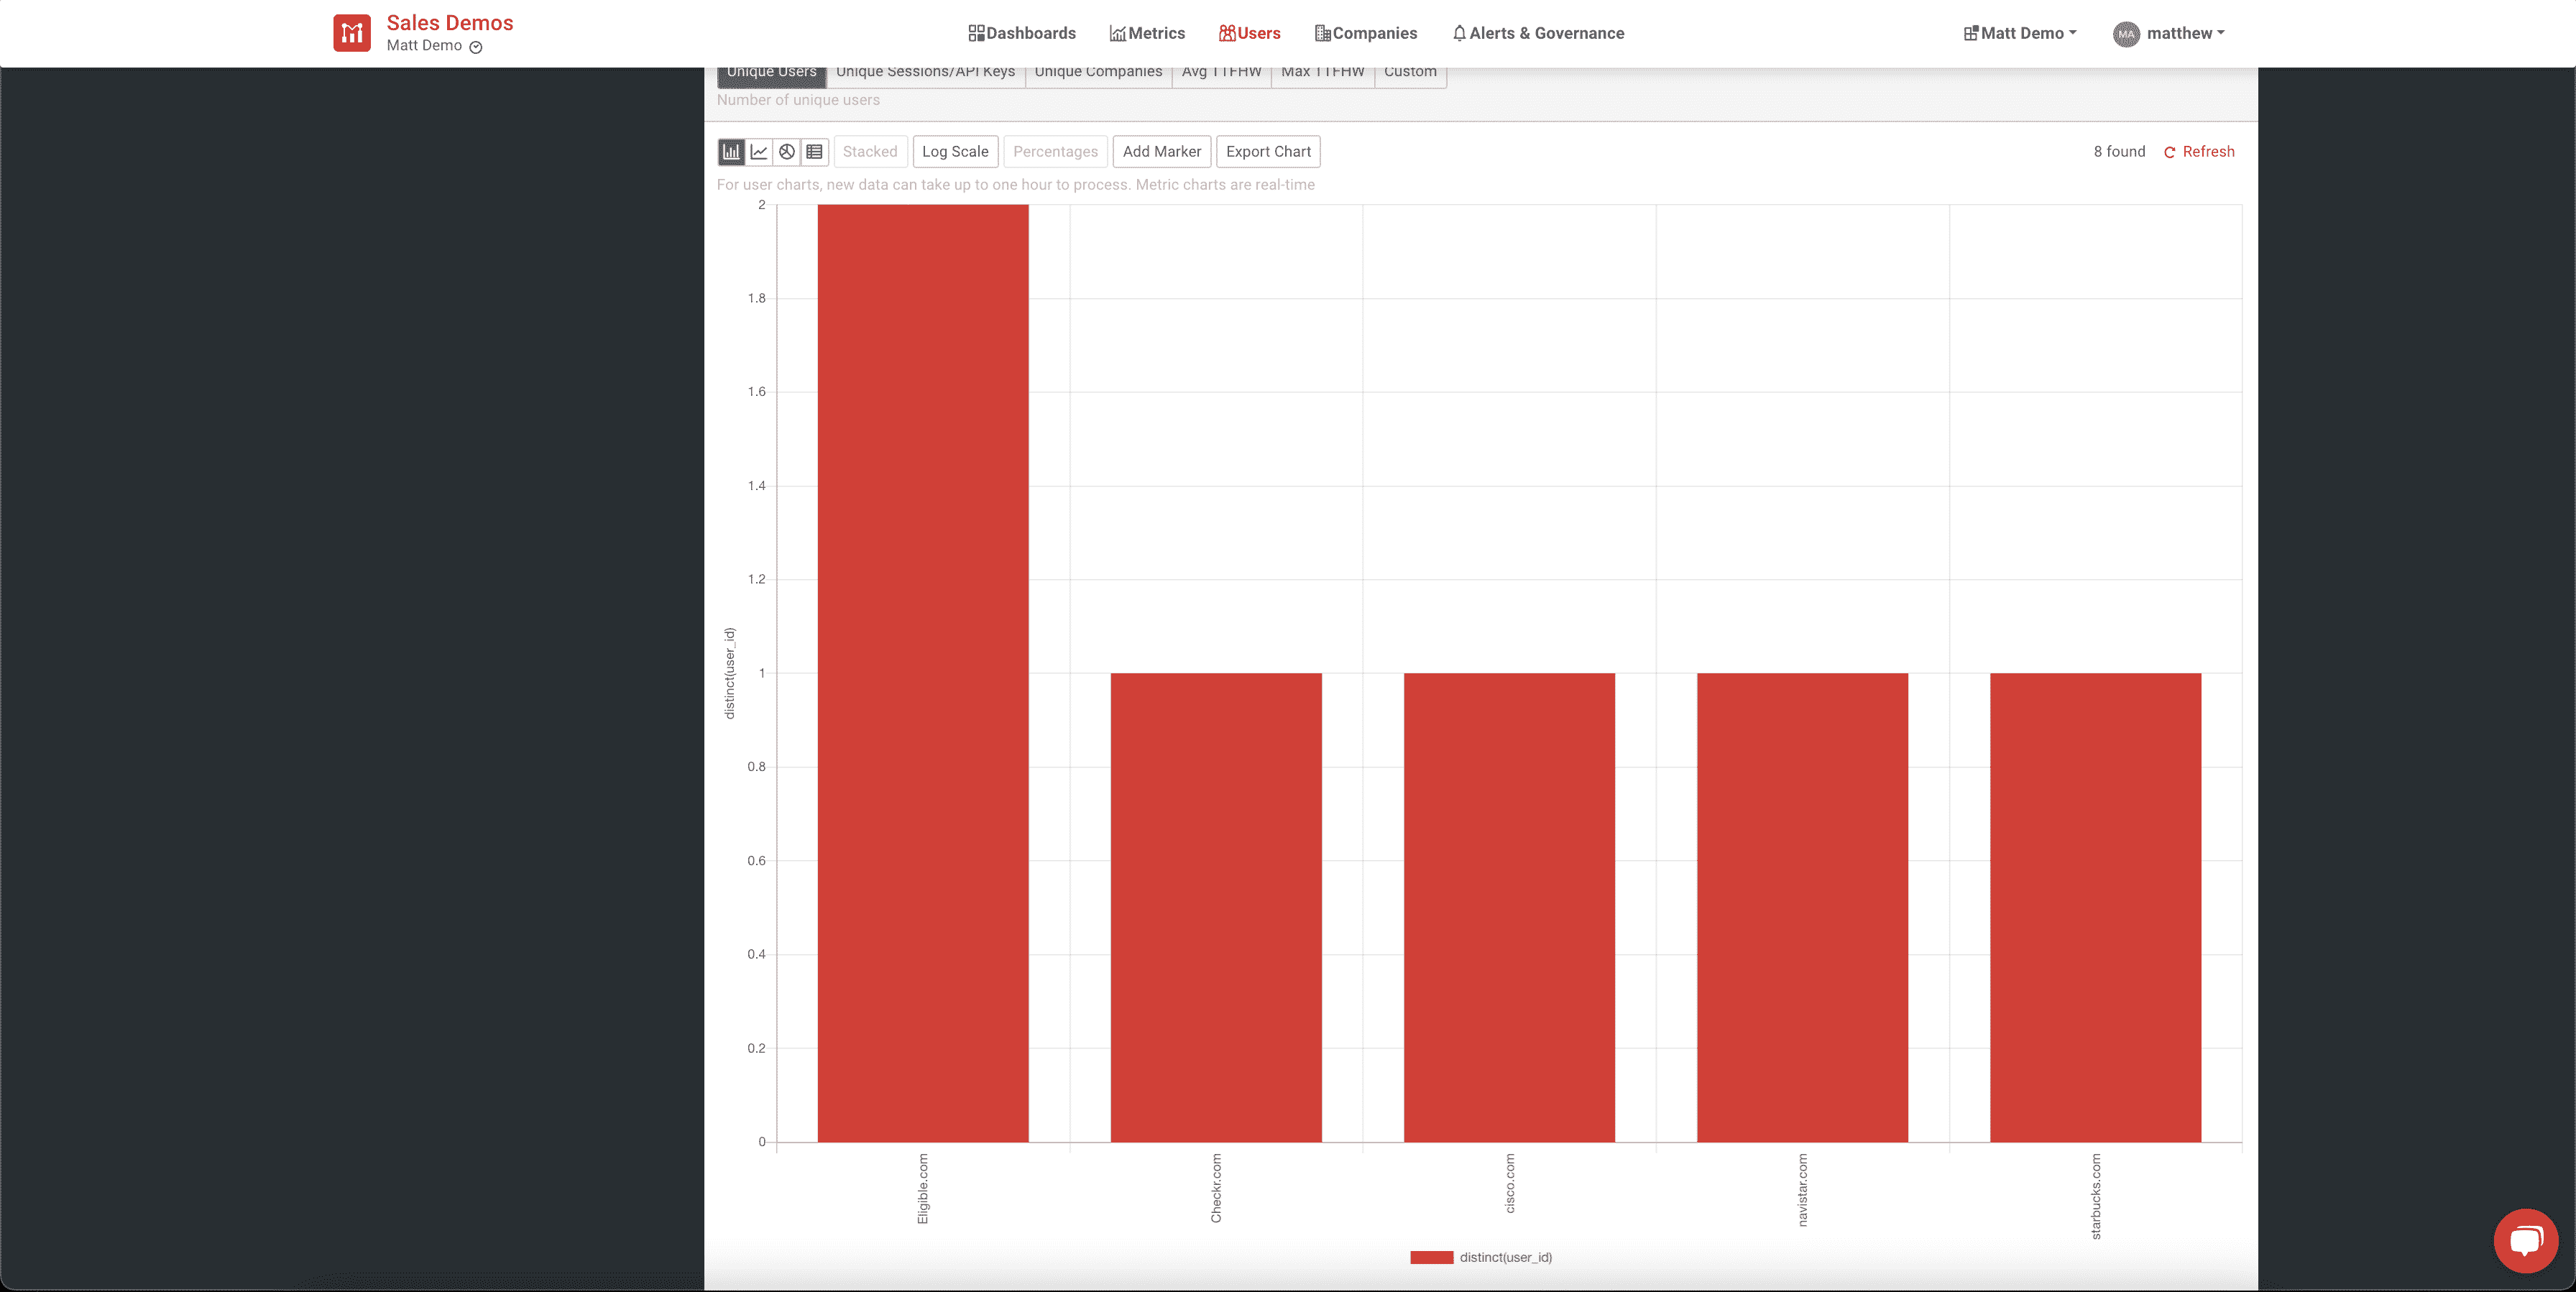 Sales Demos
Matt Demo
Dashboards
Metrics
Users
Companies
Alerts & Governance
Matt Demo
MA
matthew
Unique Users
Unique Sessions/API Keys
Unique Companies
Avg TTFHW
Max TTFHW
Custom
Number of unique users
Stacked
Log Scale
Percentages
Add Marker
Export Chart
8 found
Refresh
For user charts, new data can take up to one hour to process. Metric charts are real-time
2
1.8
1.6
1.4
1.2
1
0.8
0.6
0.4
0.2
0
distinct(user_id)
Eligible.com
Checkr.com
cisco.com
navistar.com
starbucks.com
distinct(user_id)